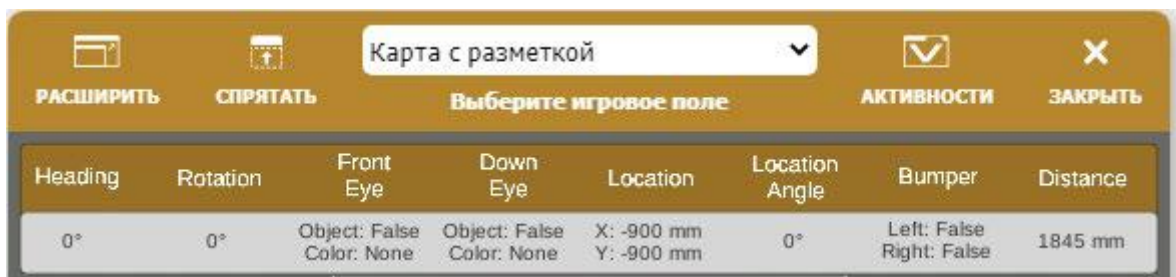 Карта с разметкой
РАСШИРИТЬ СПРЯТАТЬ Выберите игровое поле АКТИВНОСТИ ЗАКРЫТЬ
Heading Rotation Front Eye Down Eye Location Location Angle Bumper Distance
0° 0° Object: False Color: None Object: False Color: None X: -900 mm Y: -900 mm 0° Left: False Right: False 1845 mm